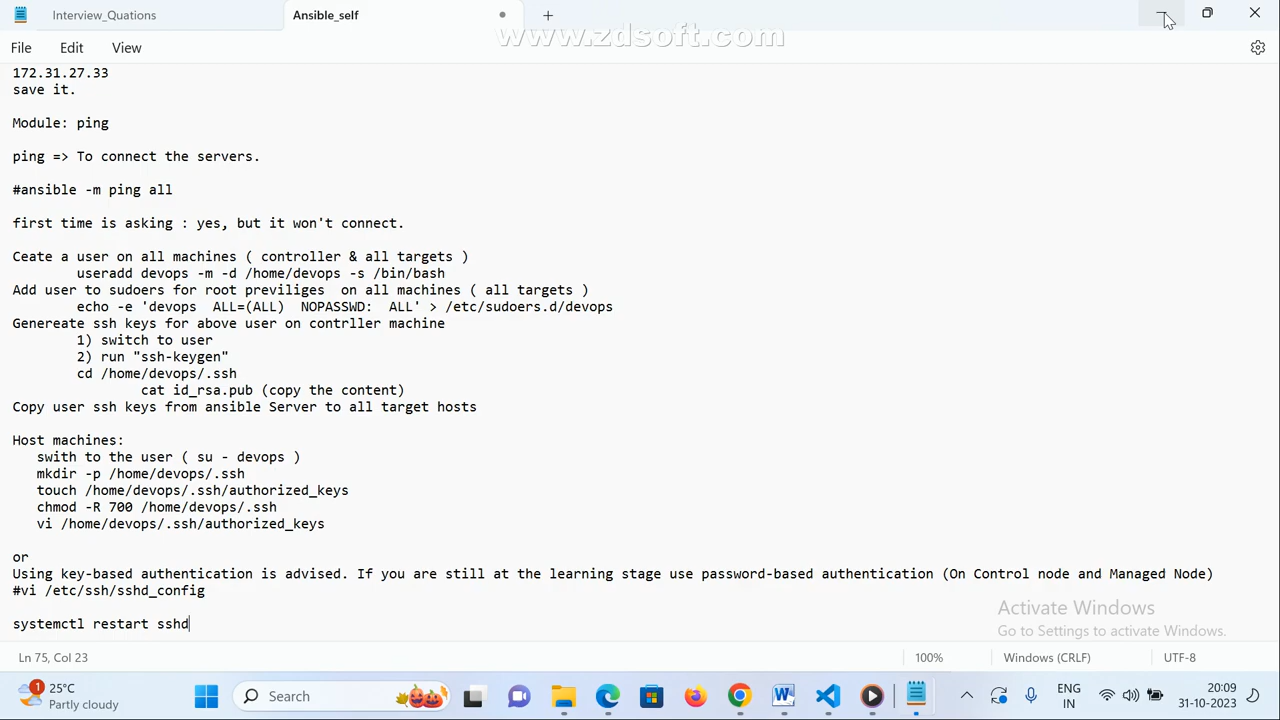 Interview_Quations
Ansible_self
www.zdsoft.com
File Edit View
172.31.27.33
save it.
Module: ping
ping => To connect the servers.
#ansible -m ping all
first time is asking : yes, but it won't connect.
Ceate a user on all machines ( controller & all targets )
useradd devops -m -d /home/devops -s /bin/bash
Add user to sudoers for root previliges  on all machines ( all targets )
echo -e 'devops  ALL=(ALL)  NOPASSWD:  ALL' > /etc/sudoers.d/devops
Genereate ssh keys for above user on contrller machine
1) switch to user
2) run "ssh-keygen"
cd /home/devops/.ssh
cat id_rsa.pub (copy the content)
Copy user ssh keys from ansible Server to all target hosts
Host machines:
swith to the user ( su - devops )
mkdir -p /home/devops/.ssh
touch /home/devops/.ssh/authorized_keys
chmod -R 700 /home/devops/.ssh
vi /home/devops/.ssh/authorized_keys
or
Using key-based authentication is advised. If you are still at the learning stage use password-based authentication (On Control node and Managed Node)
#vi /etc/ssh/sshd_config
systemctl restart sshd
Activate Windows
Go to Settings to activate Windows.
Ln 75, Col 23
100%
Windows (CRLF)
UTF-8
1
25°C
Partly cloudy
Search
ENG
IN
20:09
31-10-2023